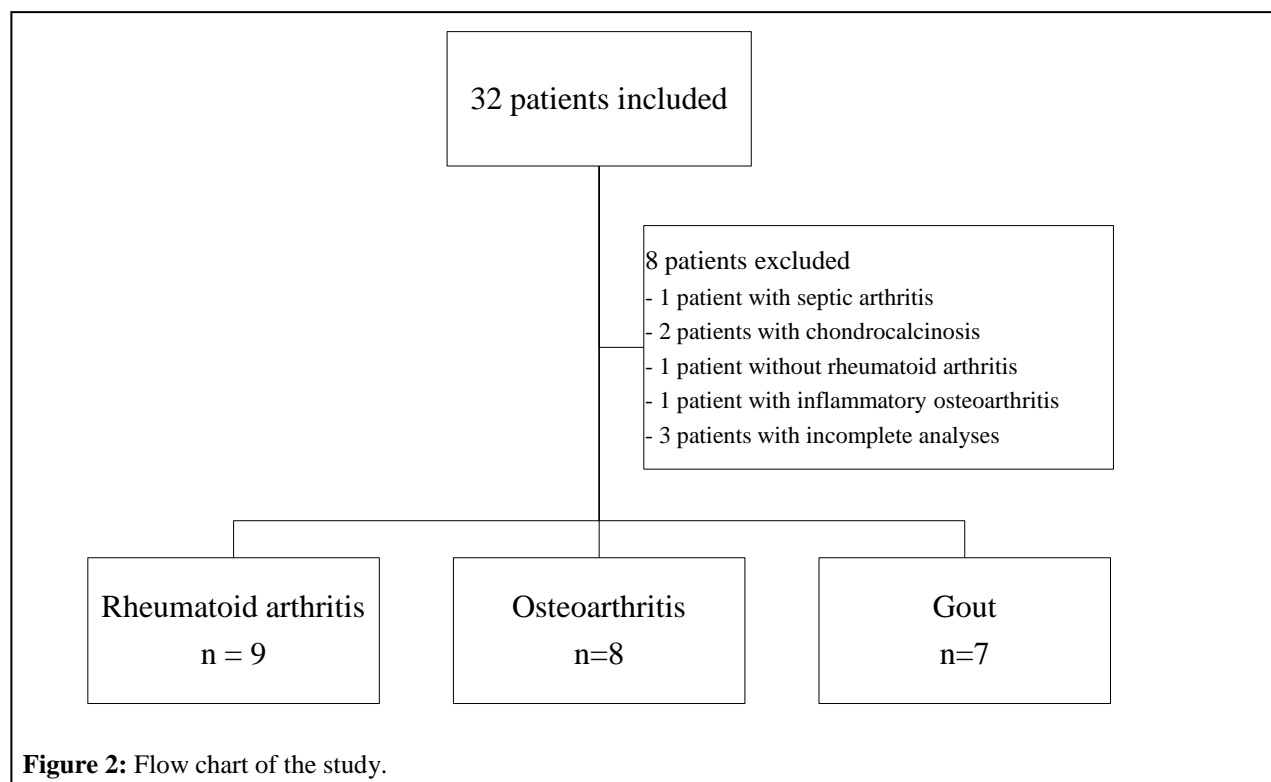 32 patients included
8 patients excluded
- 1 patient with septic arthritis
- 2 patients with chondrocalcinosis
- 1 patient without rheumatoid arthritis
- 1 patient with inflammatory osteoarthritis
- 3 patients with incomplete analyses
Rheumatoid arthritis
n = 9
Osteoarthritis
n=8
Gout
n=7
Figure 2: Flow chart of the study.